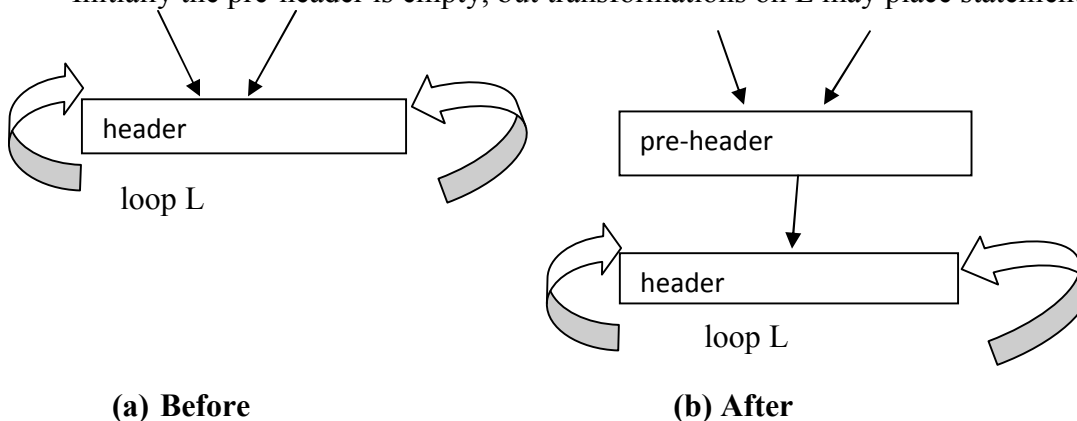 Initially the pre-header is empty, but transformations on L may place statement
header
pre-header
loop L
header
loop L
(a) Before
(b) After